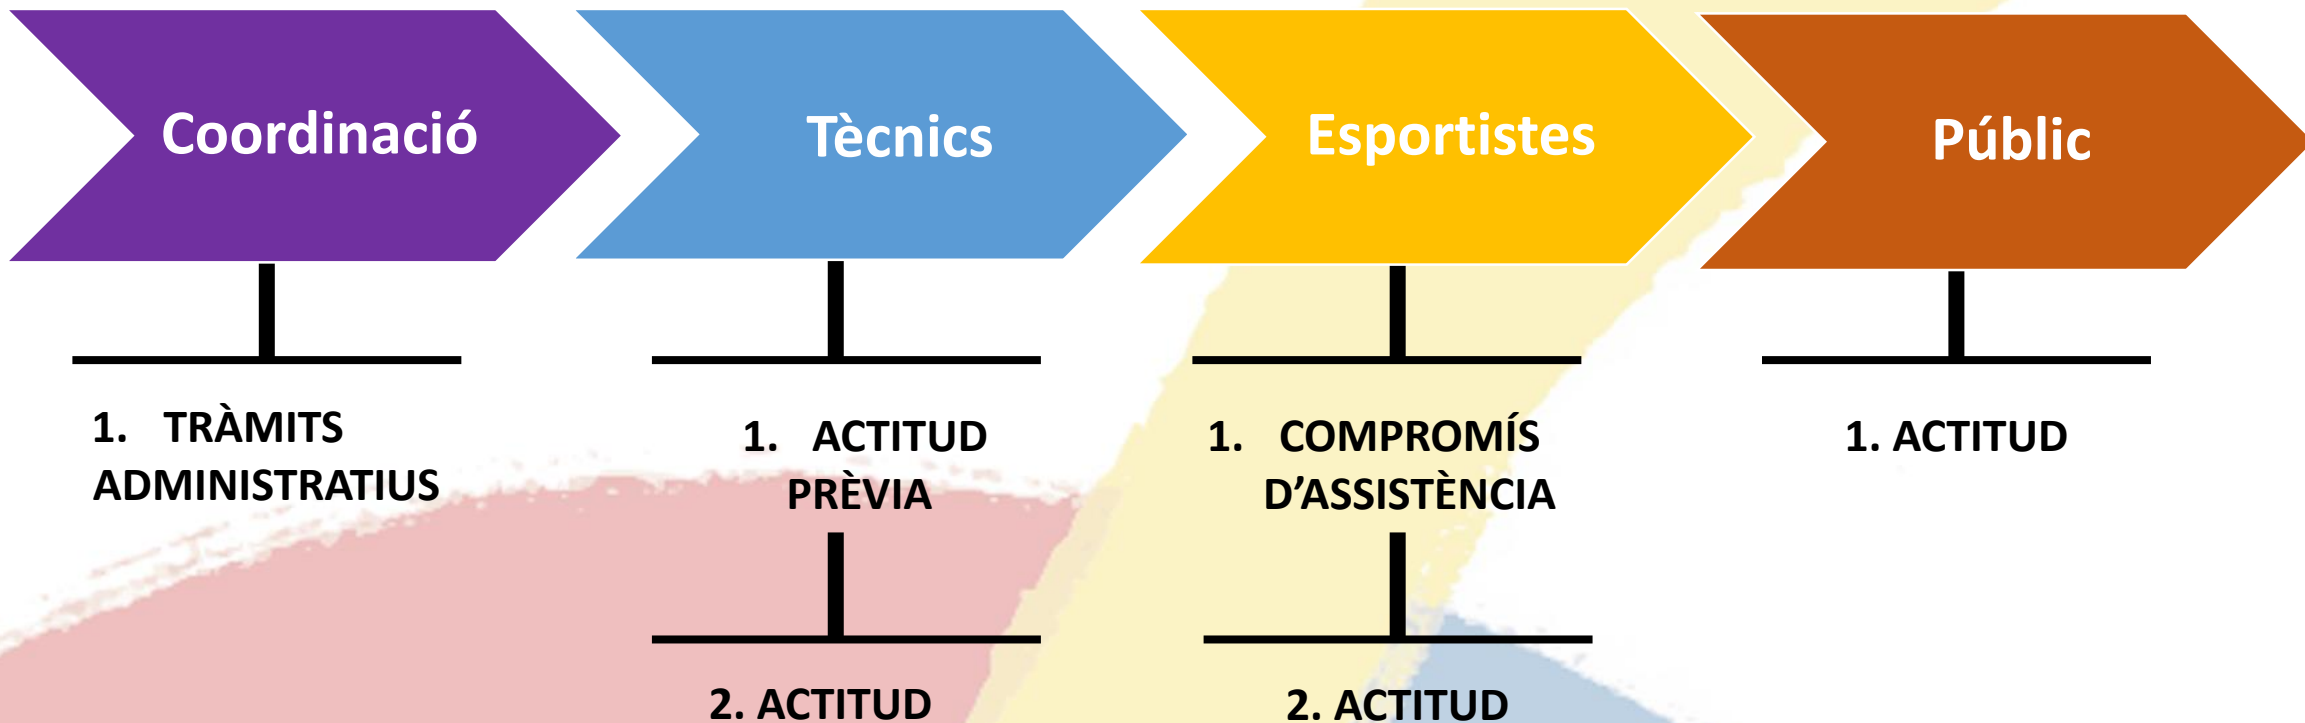 Coordinació
Tècnics
Esportistes
Públic
1. TRÀMITS
ADMINISTRATIUS
1. ACTITUD
PRÈVIA
2. ACTITUD
1. COMPROMÍS
D’ASSISTÈNCIA
2. ACTITUD
1. ACTITUD